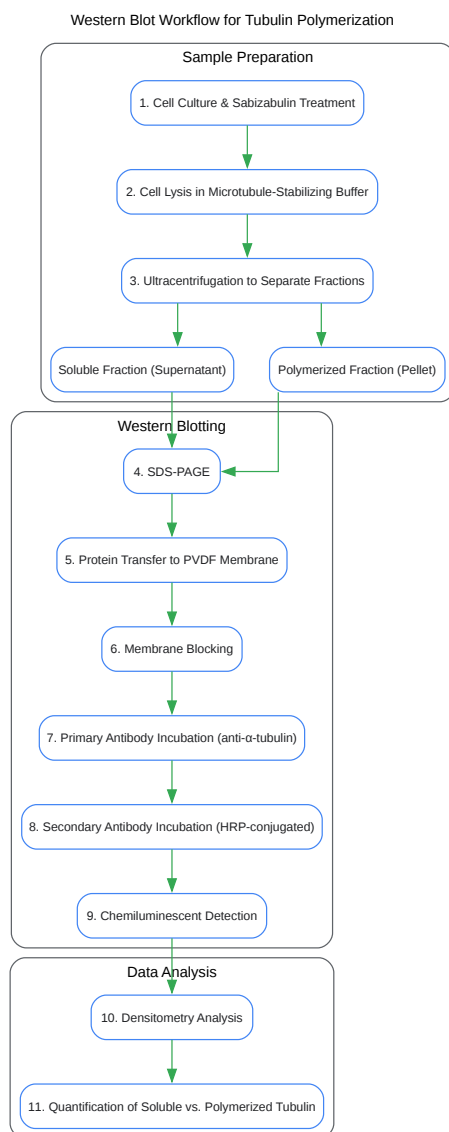 Western Blot Workflow for Tubulin Polymerization
Sample Preparation
1. Cell Culture & Sabizabulin Treatment
2. Cell Lysis in Microtubule-Stabilizing Buffer
3. Ultracentrifugation to Separate Fractions
Soluble Fraction (Supernatant)
Polymerized Fraction (Pellet)
Western Blotting
4. SDS-PAGE
5. Protein Transfer to PVDF Membrane
6. Membrane Blocking
7. Primary Antibody Incubation (anti-α-tubulin)
8. Secondary Antibody Incubation (HRP-conjugated)
9. Chemiluminescent Detection
Data Analysis
10. Densitometry Analysis
11. Quantification of Soluble vs. Polymerized Tubulin